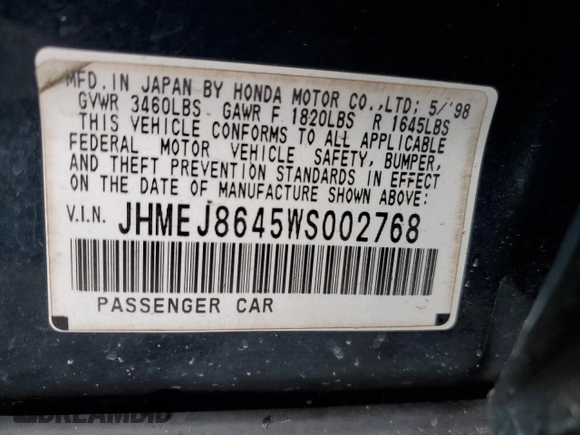 MFD. IN JAPAN BY HONDA MOTOR CO.,LTD; 5/'98
GVWR 3460LBS GAWR F 1820LBS R 1645LBS
THIS VEHICLE CONFORMS TO ALL APPLICABLE
FEDERAL MOTOR VEHICLE SAFETY, BUMPER,
AND THEFT PREVENTION STANDARDS IN EFFECT
ON THE DATE OF MANUFACTURE SHOWN ABOVE:
V.I.N. JHMEJ8645WS002768
PASSENGER CAR
DREAMBID